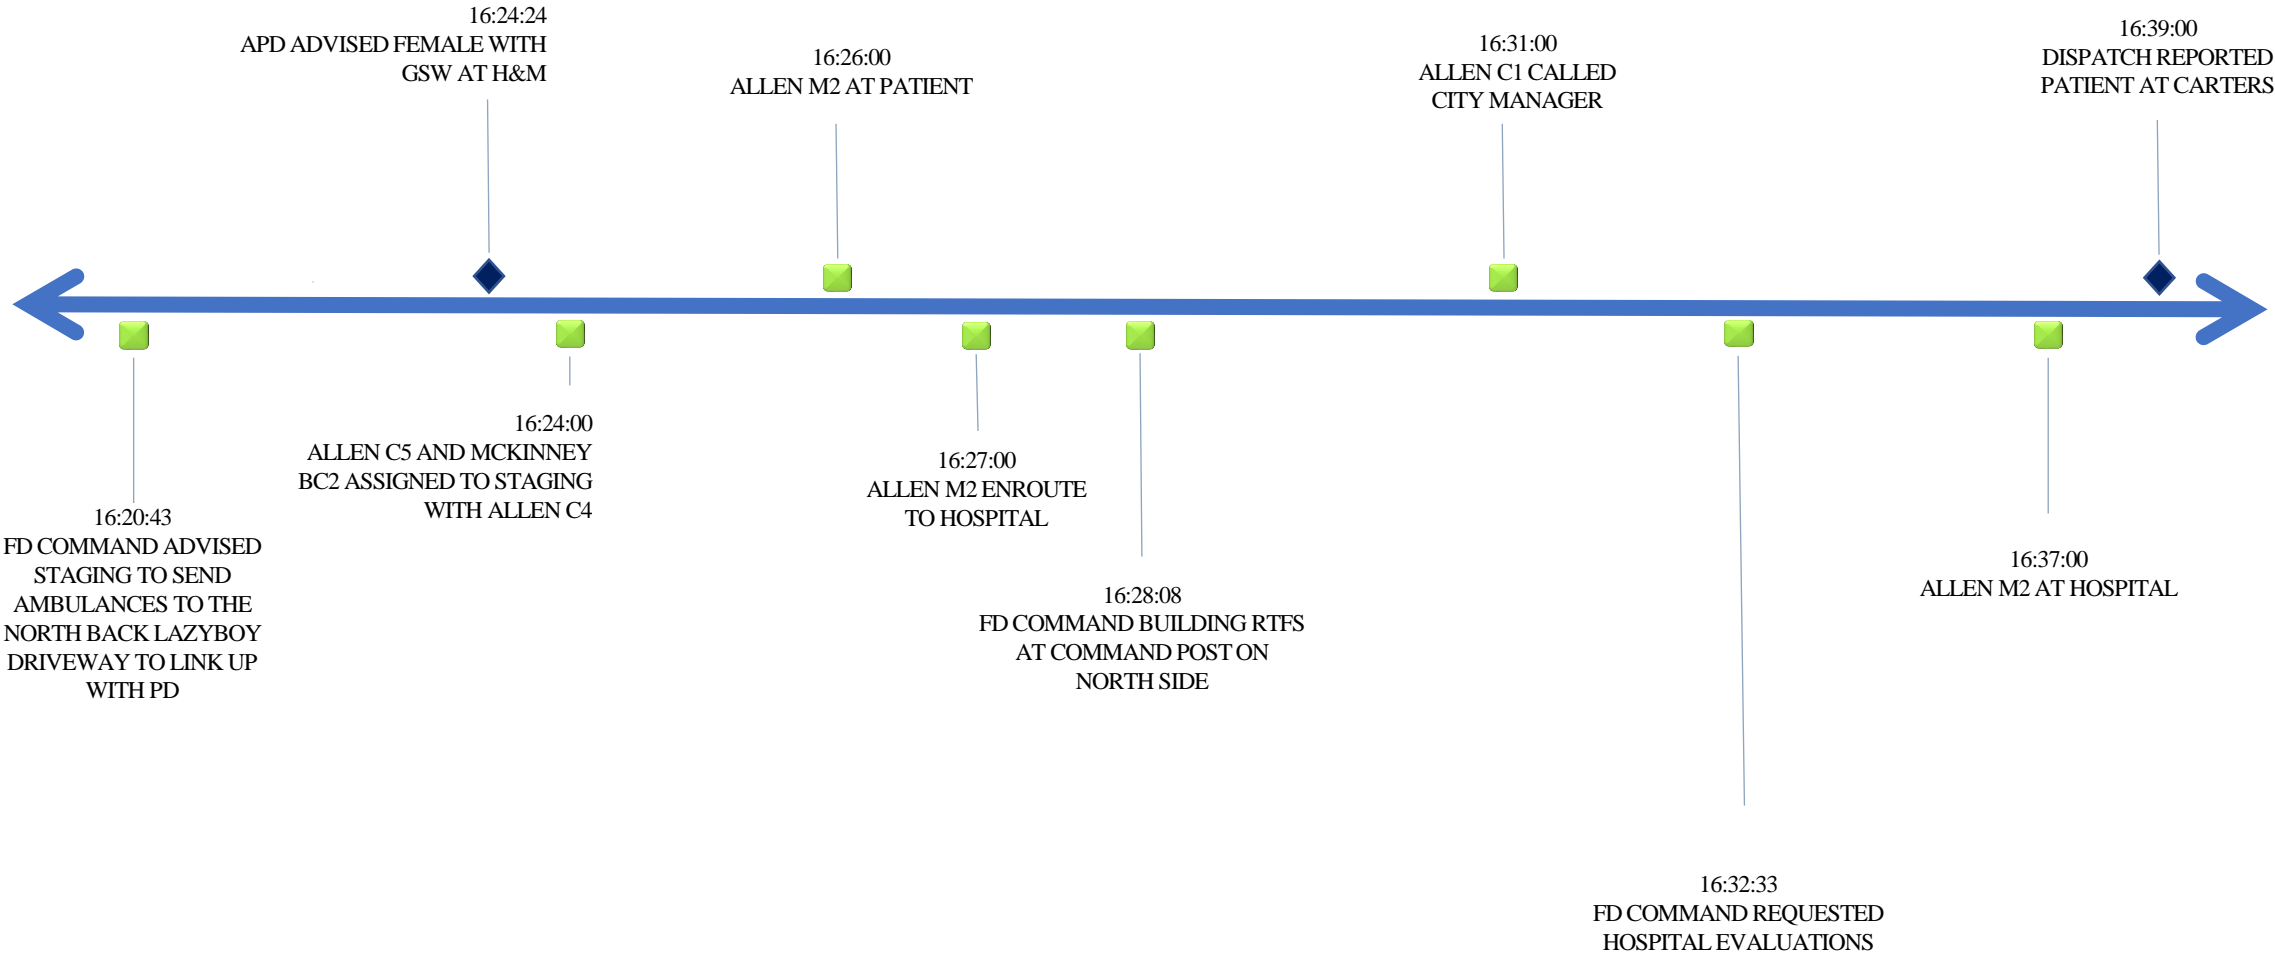 16:24:24
APD ADVISED FEMALE WITH
GSW AT H&M
16:26:00
ALLEN M2 AT PATIENT
16:31:00
ALLEN C1 CALLED
CITY MANAGER
16:39:00
DISPATCH REPORTED
PATIENT AT CARTERS
16:20:43
FD COMMAND ADVISED
STAGING TO SEND
AMBULANCES TO THE
NORTH BACK LAZYBOY
DRIVEWAY TO LINK UP
WITH PD
16:24:00
ALLEN C5 AND MCKINNEY
BC2 ASSIGNED TO STAGING
WITH ALLEN C4
16:27:00
ALLEN M2 ENROUTE
TO HOSPITAL
16:28:08
FD COMMAND BUILDING RTFS
AT COMMAND POST ON
NORTH SIDE
16:32:33
FD COMMAND REQUESTED
HOSPITAL EVALUATIONS
16:37:00
ALLEN M2 AT HOSPITAL